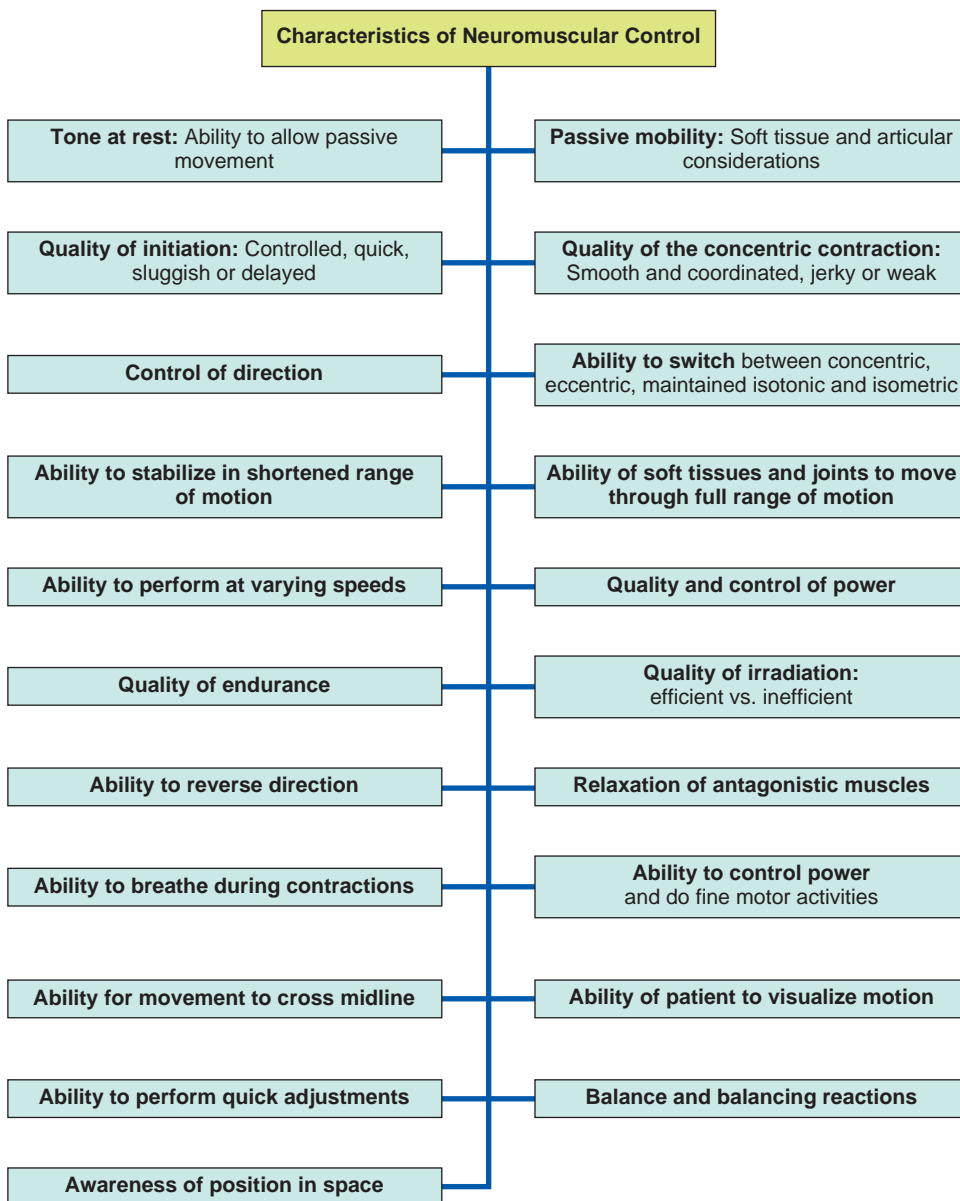 Characteristics of Neuromuscular Control
Tone at rest: Ability to allow passive
movement
Passive mobility: Soft tissue and articular
considerations
Quality of initiation: Controlled, quick,
sluggish or delayed
Quality of the concentric contraction:
Smooth and coordinated, jerky or weak
Control of direction
Ability to switch between concentric,
eccentric, maintained isotonic and isometric
Ability to stabilize in shortened range
of motion
Ability of soft tissues and joints to move
through full range of motion
Ability to perform at varying speeds
Quality and control of power
Quality of endurance
Quality of irradiation:
efficient vs. inefficient
Ability to reverse direction
Relaxation of antagonistic muscles
Ability to breathe during contractions
Ability to control power
and do fine motor activities
Ability for movement to cross midline
Ability of patient to visualize motion
Ability to perform quick adjustments
Balance and balancing reactions
Awareness of position in space